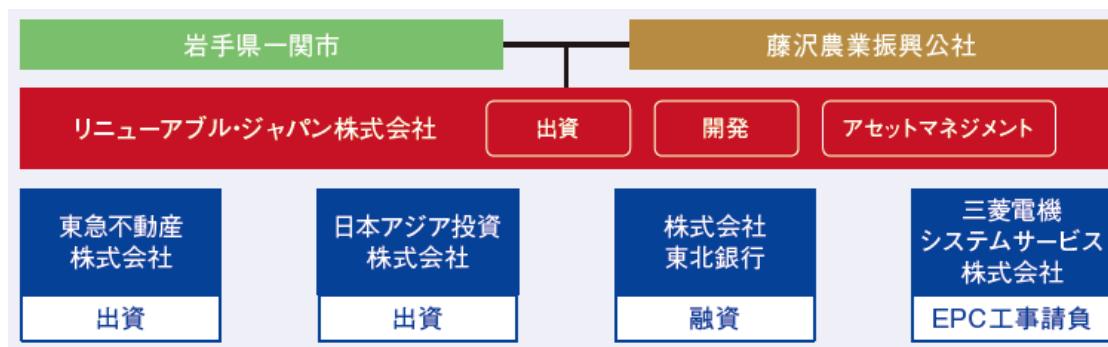 岩手県一関市
藤沢農業振興公社
リニューアブル・ジャパン株式会社
出資
開発
アセットマネジメント
東急不動産
株式会社
出資
日本アジア投資
株式会社
出資
株式会社
東北銀行
融資
三菱電機
システムサービス
株式会社
EPC工事請負